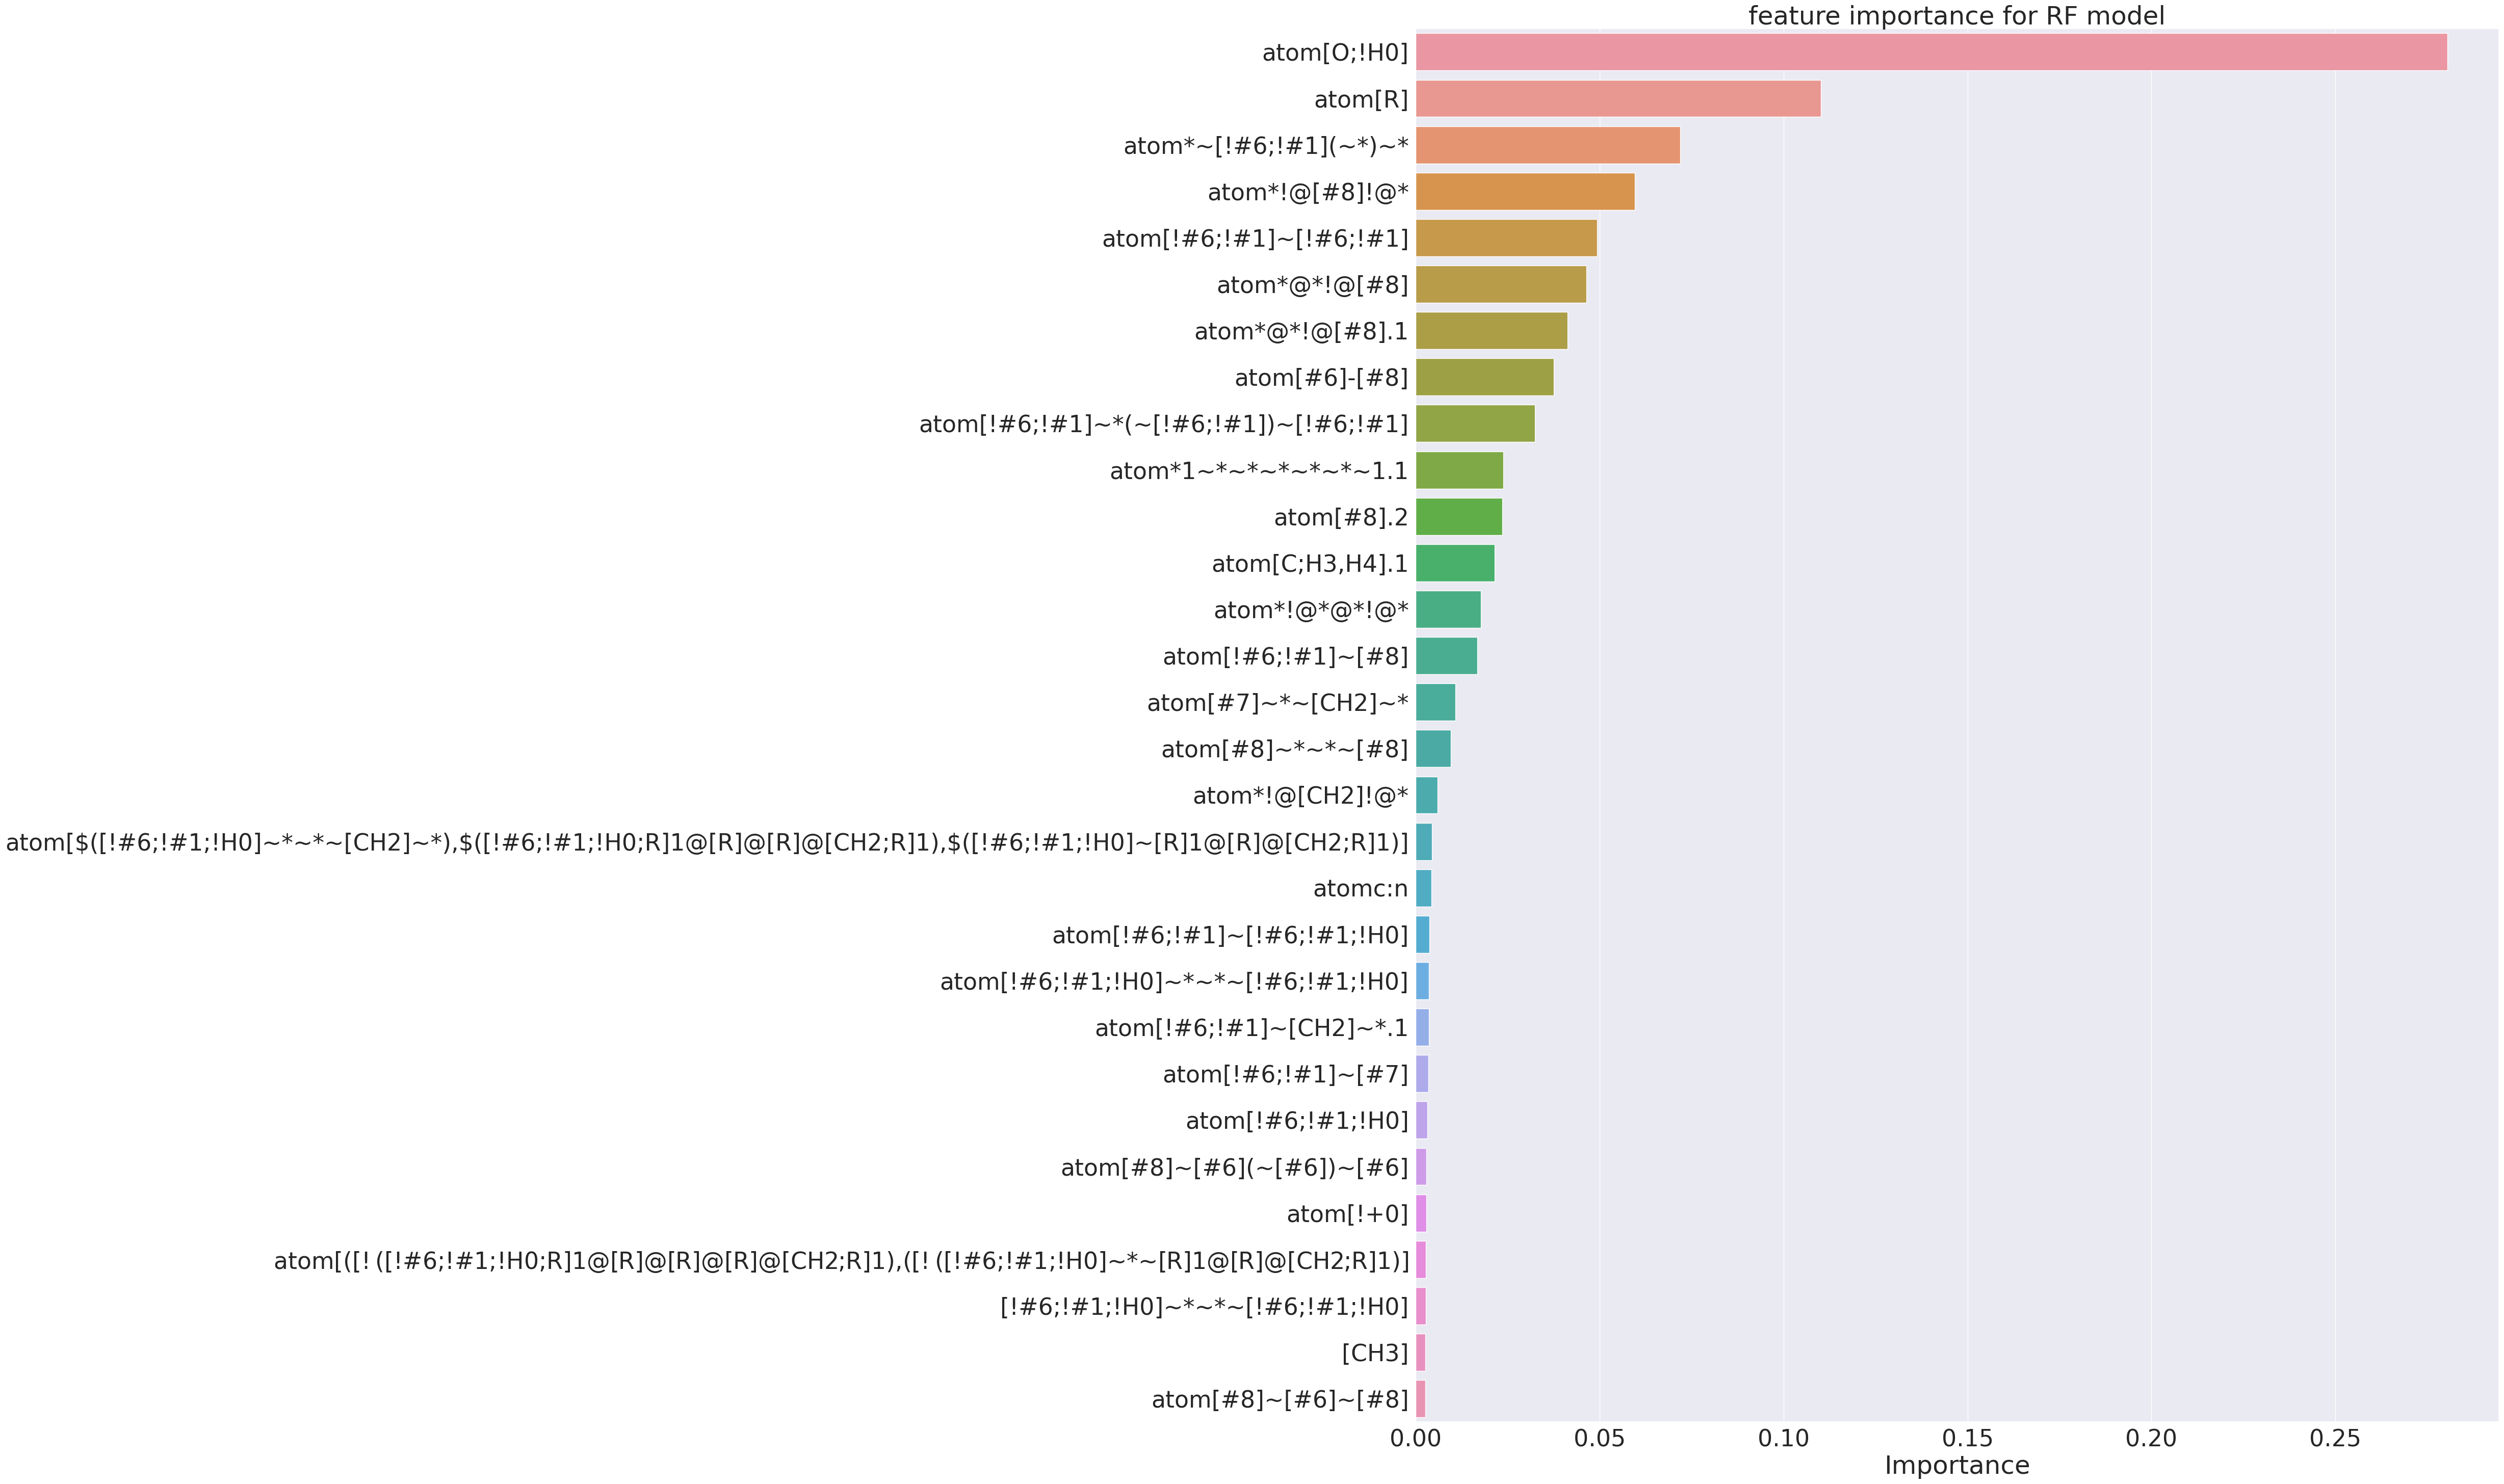 feature importance for RF model
atom[O;!H0]
atom[R]
atom*~[!#6;!#1](~*)~*
atom*!@[#8]!@*
atom[!#6;!#1]~[!#6;!#1]
atom*@*!@[#8]
atom*@*!@[#8].1
atom[#6]-[#8]
atom[!#6;!#1]~*(~[!#6;!#1])~[!#6;!#1]
atom*1~*~*~*~*~*~1.1
atom[#8].2
atom[C;H3,H4].1
atom*!@*@*!@*
atom[!#6;!#1]~[#8]
atom[#7]~*~[CH2]~*
atom[#8]~*~*~[#8]
atom*!@[CH2]!@*
atom[$([!#6;!#1;!H0]~*~*~[CH2]~*),$([!#6;!#1;!H0;R]1@[R]@[R]@[CH2;R]1),$([!#6;!#1;!H0]~[R]1@[R]@[CH2;R]1)]
atomc:n
atom[!#6;!#1]~[!#6;!#1;!H0]
atom[!#6;!#1;!H0]~*~*~[!#6;!#1;!H0]
atom[!#6;!#1]~[CH2]~*.1
atom[!#6;!#1]~[#7]
atom[!#6;!#1;!H0]
atom[#8]~[#6](~[#6])~[#6]
atom[!+0]
atom[([! ([!#6;!#1;!H0;R]1@[R]@[R]@[R]@[CH2;R]1),([! ([!#6;!#1;!H0]~*~[R]1@[R]@[CH2;R]1)]
[!#6;!#1;!H0]~*~*~[!#6;!#1;!H0]
[CH3]
atom[#8]~[#6]~[#8]
0.00 0.05 0.10 0.15 0.20 0.25
Importance